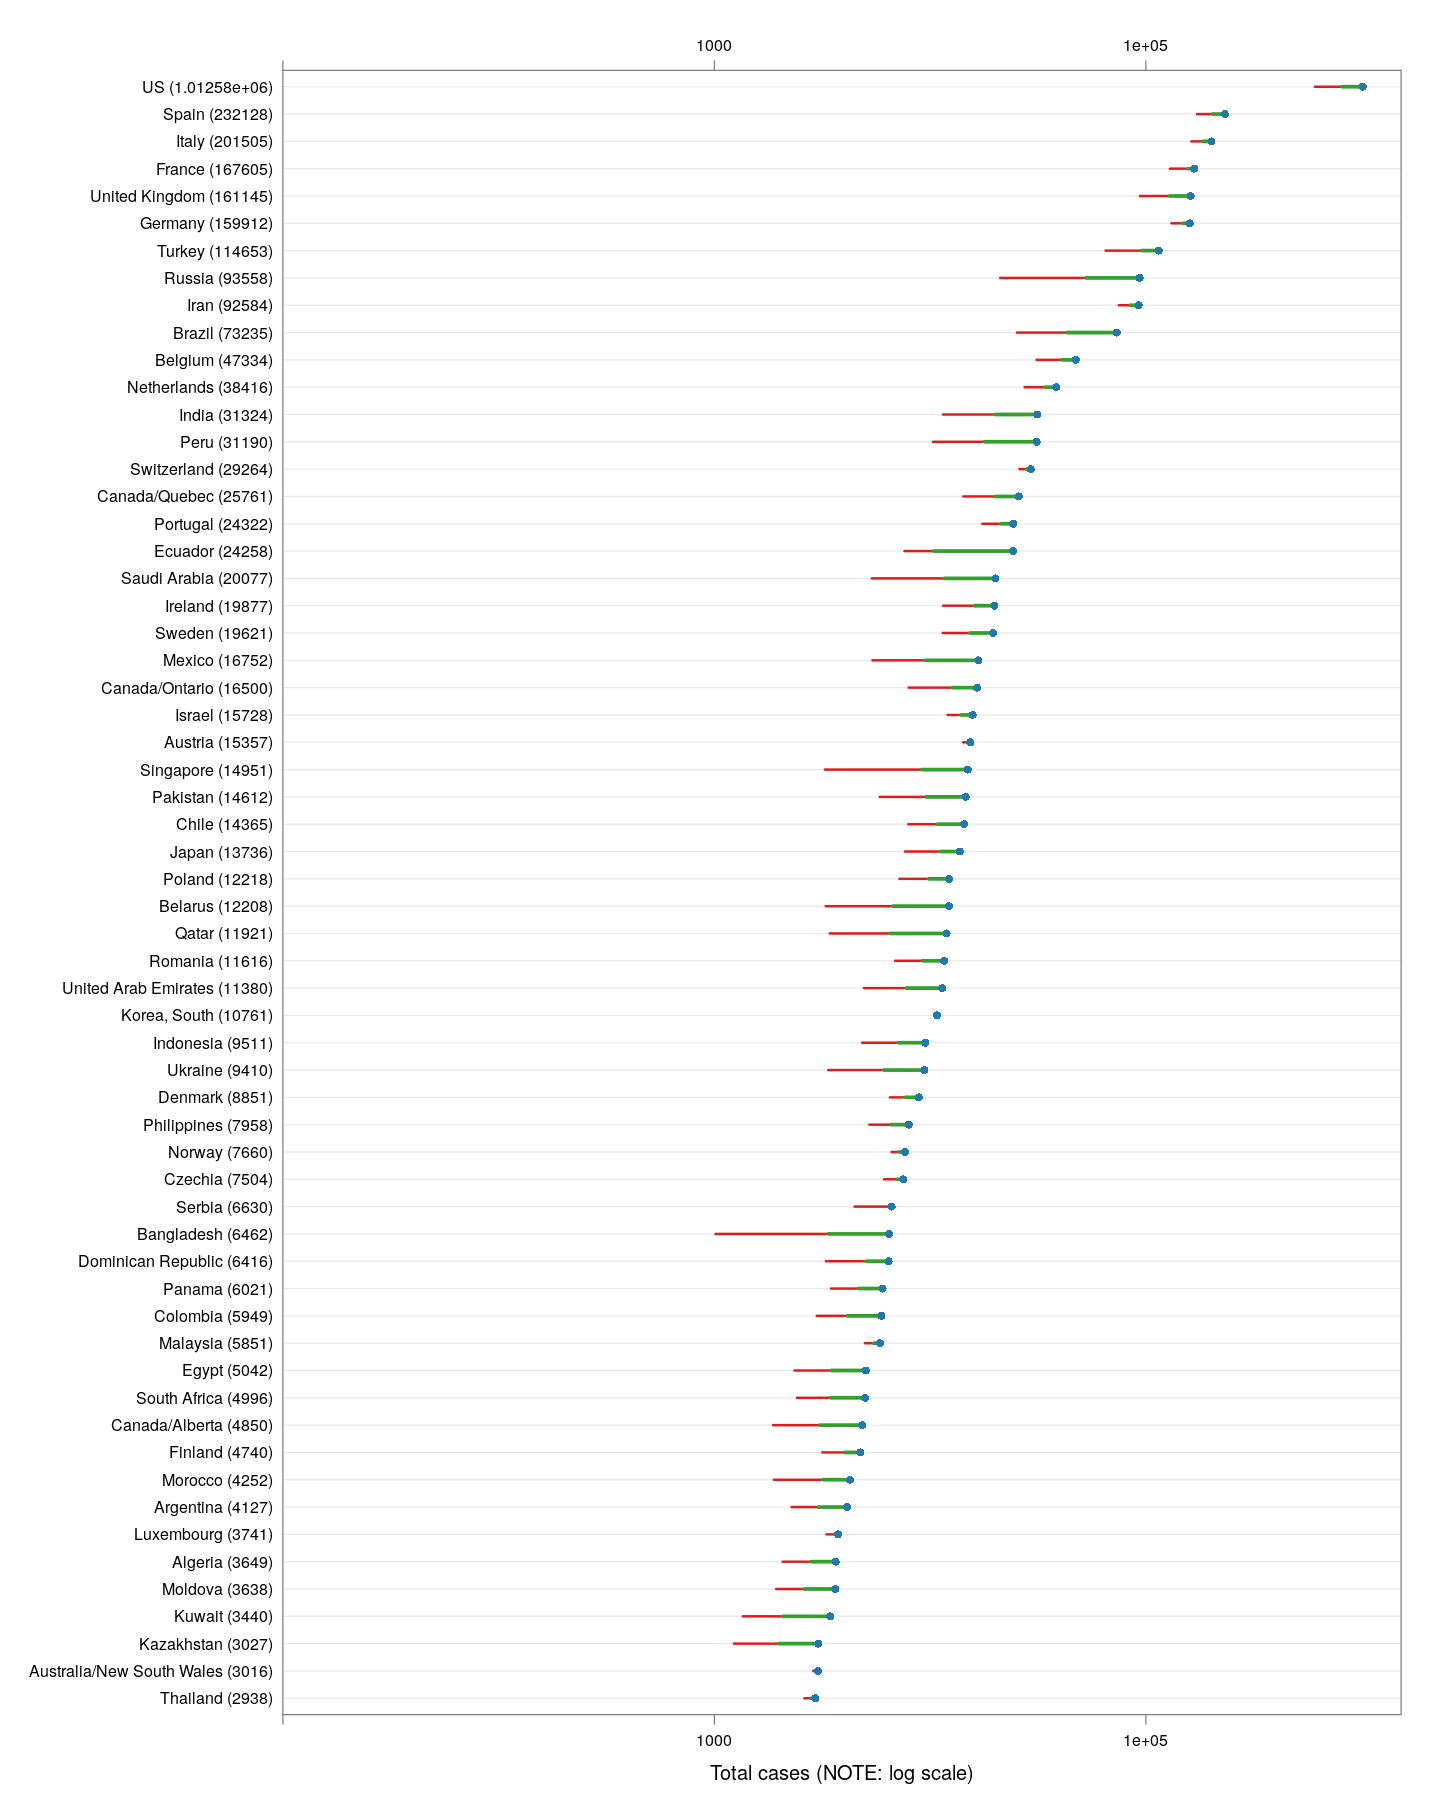 1000 1e+05
US (1.01258e+06)
Spain (232128)
Italy (201505)
France (167605)
United Kingdom (161145)
Germany (159912)
Turkey (114653)
Russia (93558)
Iran (92584)
Brazil (73235)
Belgium (47334)
Netherlands (38416)
India (31324)
Peru (31190)
Switzerland (29264)
Canada/Quebec (25761)
Portugal (24322)
Ecuador (24258)
Saudi Arabia (20077)
Ireland (19877)
Sweden (19621)
Mexico (16752)
Canada/Ontario (16500)
Israel (15728)
Austria (15357)
Singapore (14951)
Pakistan (14612)
Chile (14365)
Japan (13736)
Poland (12218)
Belarus (12208)
Qatar (11921)
Romania (11616)
United Arab Emirates (11380)
Korea, South (10761)
Indonesia (9511)
Ukraine (9410)
Denmark (8851)
Philippines (7958)
Norway (7660)
Czechia (7504)
Serbia (6630)
Bangladesh (6462)
Dominican Republic (6416)
Panama (6021)
Colombia (5949)
Malaysia (5851)
Egypt (5042)
South Africa (4996)
Canada/Alberta (4850)
Finland (4740)
Morocco (4252)
Argentina (4127)
Luxembourg (3741)
Algeria (3649)
Moldova (3638)
Kuwait (3440)
Kazakhstan (3027)
Australia/New South Wales (3016)
Thailand (2938)
1000 1e+05
Total cases (NOTE: log scale)